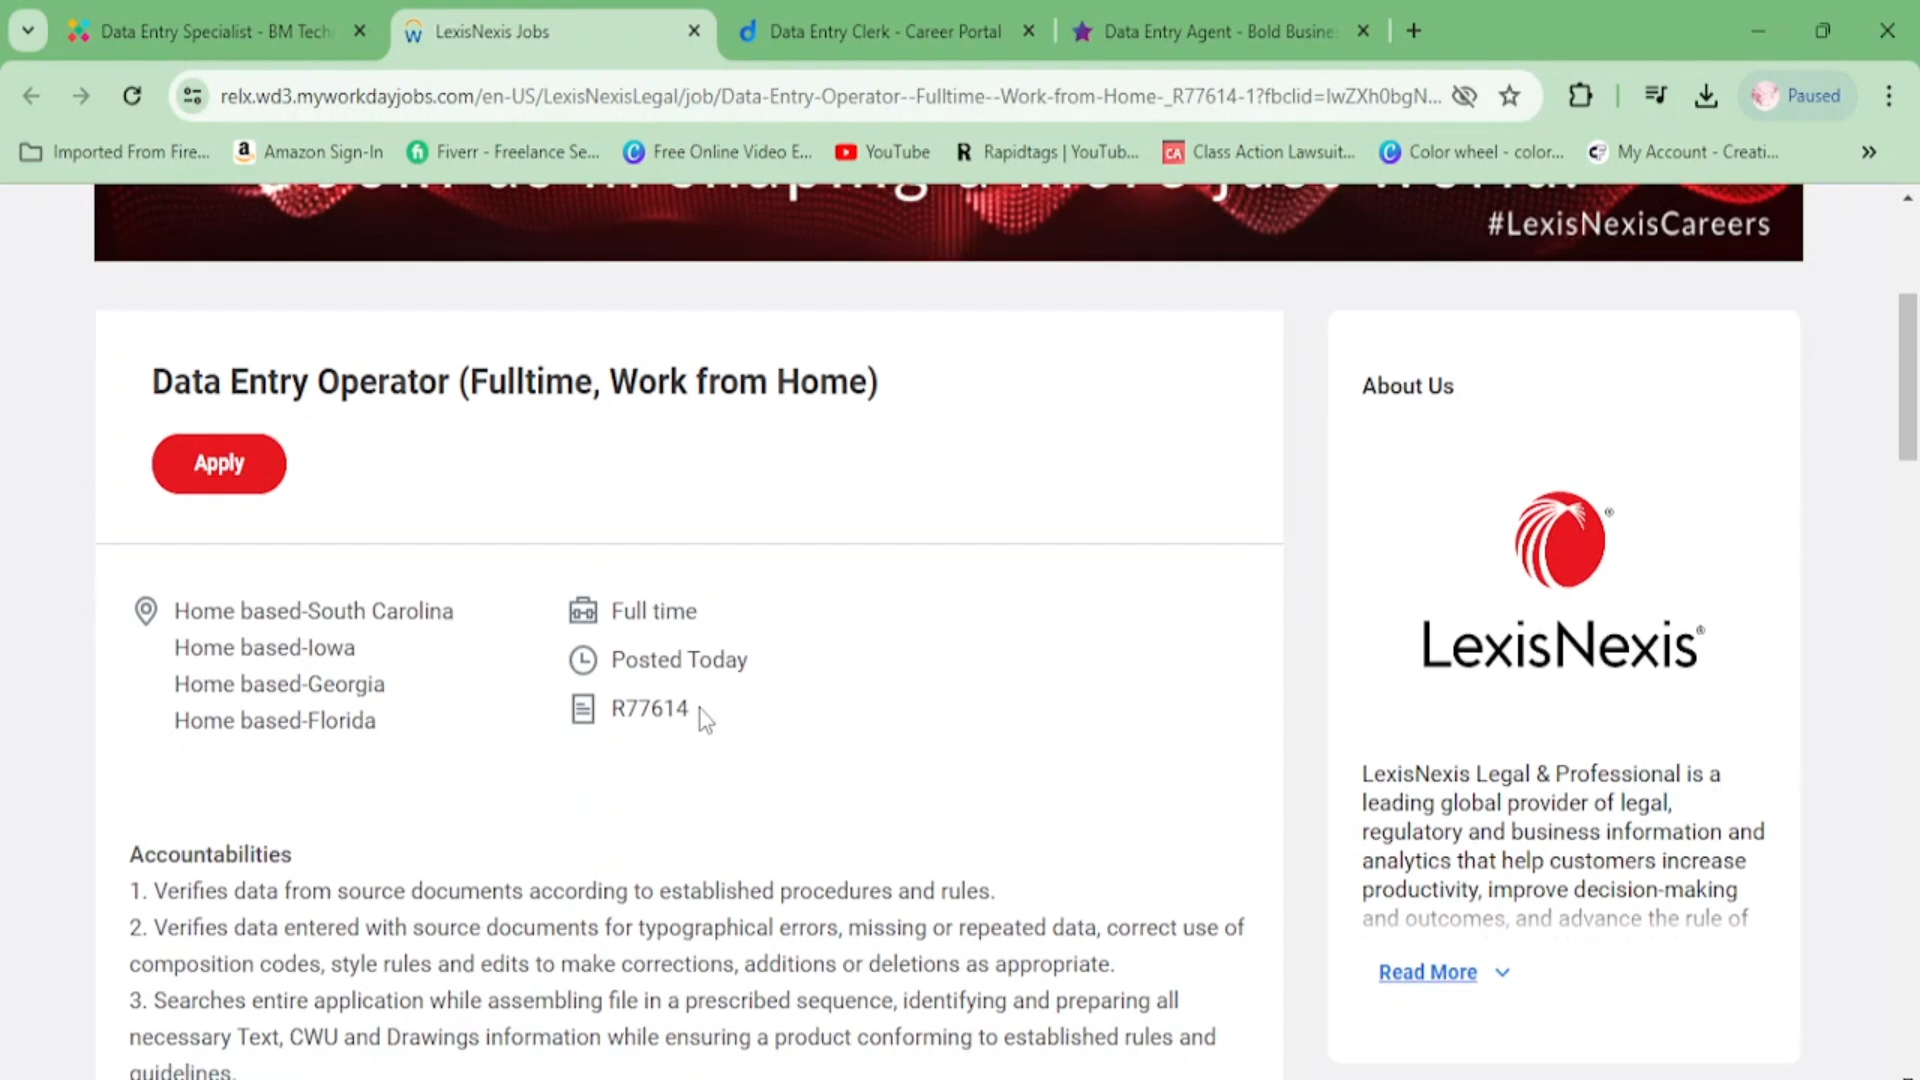 Data Entry Specialist - BM Tech
LexisNexis Jobs
Data Entry Clerk - Career Portal
Data Entry Agent - Bold Busine
relx.wd3.myworkdayjobs.com/en-US/LexisNexisLegal/job/Data-Entry-Operator--Fulltime--Work-from-Home-_R77614-1?fbclid=IwZXh0bgN...
Paused
Imported From Fire...
Amazon Sign-In
Fiverr - Freelance Se...
Free Online Video E...
YouTube
Rapidtags | YouTub...
Class Action Lawsuit...
Color wheel - color...
My Account - Creati...
#LexisNexisCareers
Data Entry Operator (Fulltime, Work from Home)
Apply
Home based-South Carolina
Home based-Iowa
Home based-Georgia
Home based-Florida
Full time
Posted Today
R77614
Accountabilities
1. Verifies data from source documents according to established procedures and rules.
2. Verifies data entered with source documents for typographical errors, missing or repeated data, correct use of
composition codes, style rules and edits to make corrections, additions or deletions as appropriate.
3. Searches entire application while assembling file in a prescribed sequence, identifying and preparing all
necessary Text, CWU and Drawings information while ensuring a product conforming to established rules and
guidelines.
About Us
LexisNexis®
LexisNexis Legal & Professional is a
leading global provider of legal,
regulatory and business information and
analytics that help customers increase
productivity, improve decision-making
and outcomes, and advance the rule of
Read More